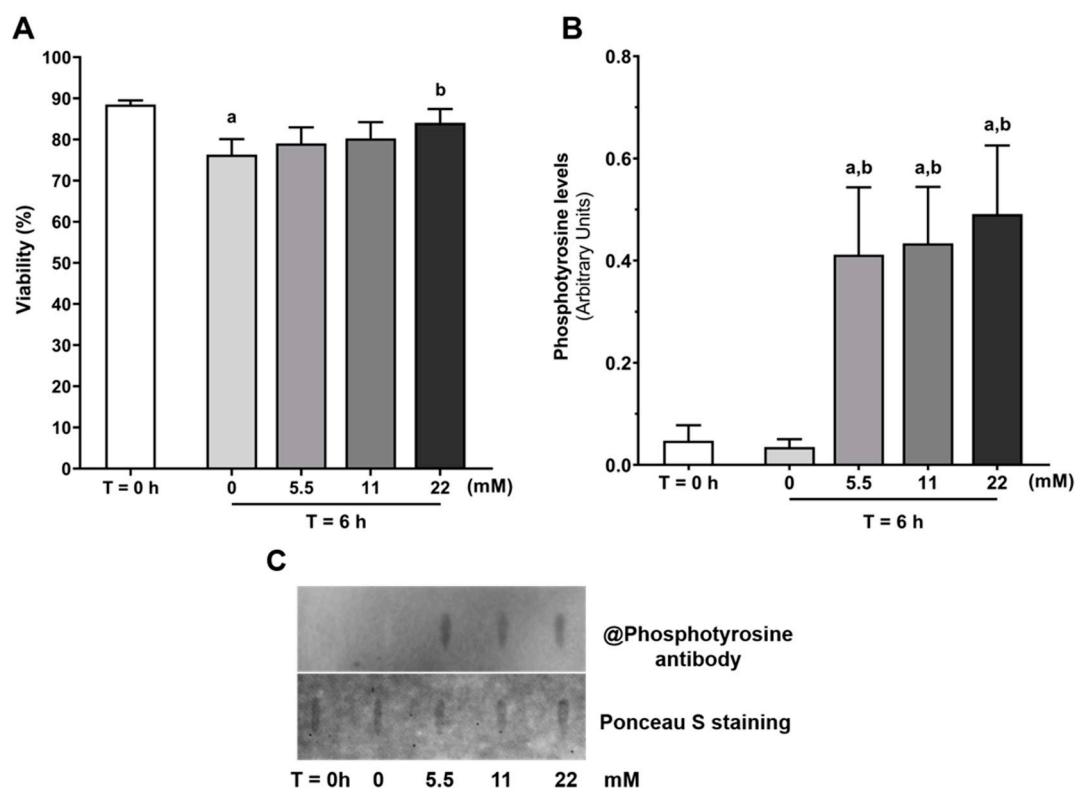 A
Viability (%)
100
90
80
70
60
50
40
30
20
10
0
a
b
T = 0 h
0
5.5
11
22
(mM)
T = 6 h
B
Phosphotyrosine levels
(Arbitrary Units)
0.8
0.6
0.4
0.2
0.0
a,b
a,b
a,b
T = 0 h
0
5.5
11
22
(mM)
T = 6 h
C
@Phosphotyrosine
antibody
Ponceau S staining
T = 0h 0 5.5 11 22 mM